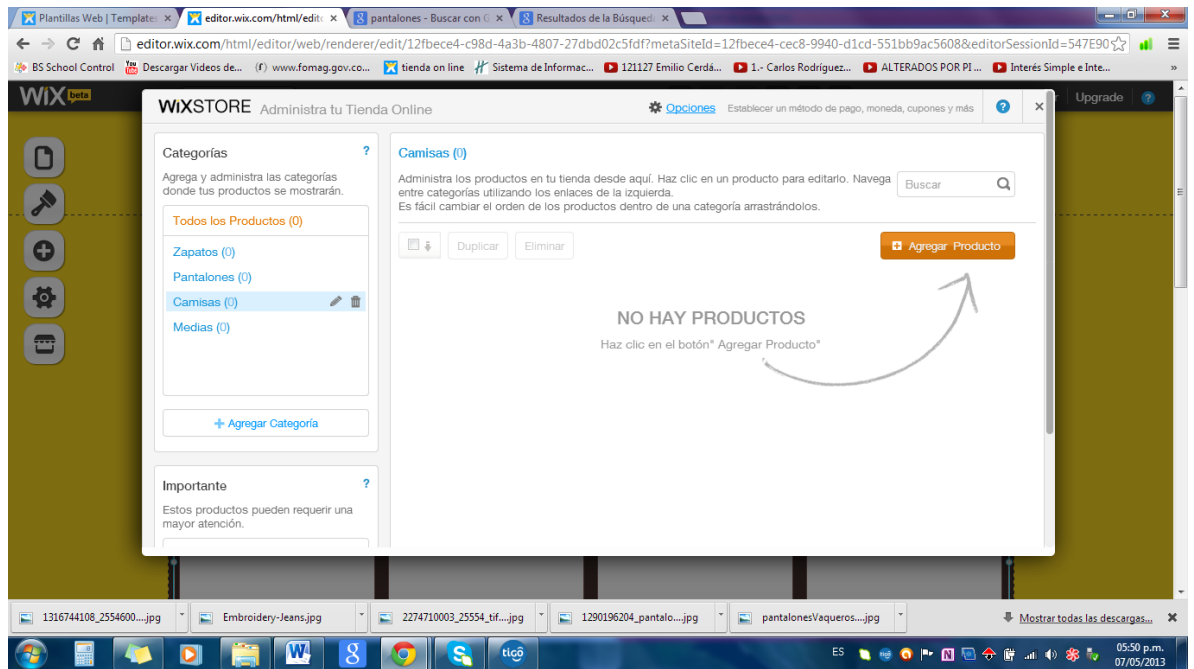 Plantillas Web | Templates
editor.wix.com/html/edito
pantalones - Buscar con G
Resultados de la Búsqueda
editor.wix.com/html/editor/web/renderer/edit/12fbece4-c98d-4a3b-4807-27dbd02c5fdf?metaSiteId=12fbece4-cec8-9940-d1cd-551bb9ac5608&editorSessionId=547E90
BS School Control
Descargar Videos de...
(f) www.fomag.gov.co...
tienda on line
Sistema de Informac...
121127 Emilio Cerdá...
1.- Carlos Rodríguez...
ALTERADOS POR PI ...
Interés Simple e Inte...
»
WiX beta
Upgrade
?
WiXSTORE Administra tu Tienda Online
Opciones Establecer un método de pago, moneda, cupones y más
?
×
Categorías ?
Agrega y administra las categorías
donde tus productos se mostrarán.
Todos los Productos (0)
Zapatos (0)
Pantalones (0)
Camisas (0)
Medias (0)
+ Agregar Categoría
Importante ?
Estos productos pueden requerir una
mayor atención.
Camisas (0)
Administra los productos en tu tienda desde aquí. Haz clic en un producto para editarlo. Navega
entre categorías utilizando los enlaces de la izquierda.
Es fácil cambiar el orden de los productos dentro de una categoría arrastrándolos.
Buscar
Duplicar
Eliminar
Agregar Producto
NO HAY PRODUCTOS
Haz clic en el botón" Agregar Producto"
1316744108_2554600....jpg
Embroidery-Jeans.jpg
2274710003_25554_tif....jpg
1290196204_pantalo....jpg
pantalonesVaqueros....jpg
Mostrar todas las descargas...
tigo
ES
05:50 p.m.
07/05/2013